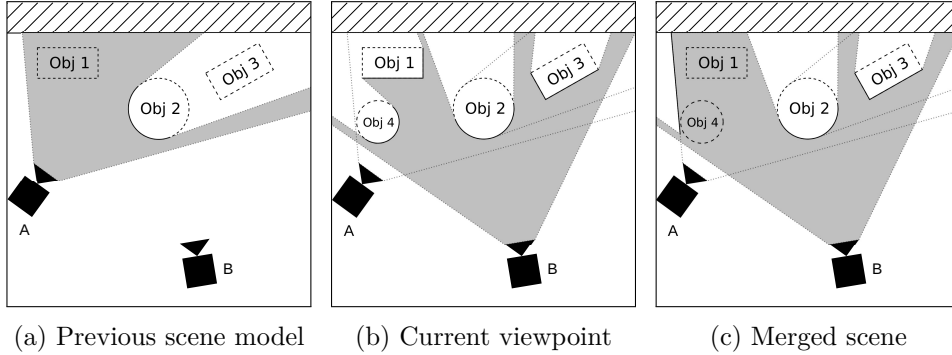 Obj 1
Obj 3
Obj 2
A
B
(a) Previous scene model
Obj 1
Obj 3
Obj 2
Obj 4
A
B
(b) Current viewpoint
Obj 1
Obj 3
Obj 2
Obj 4
A
B
(c) Merged scene